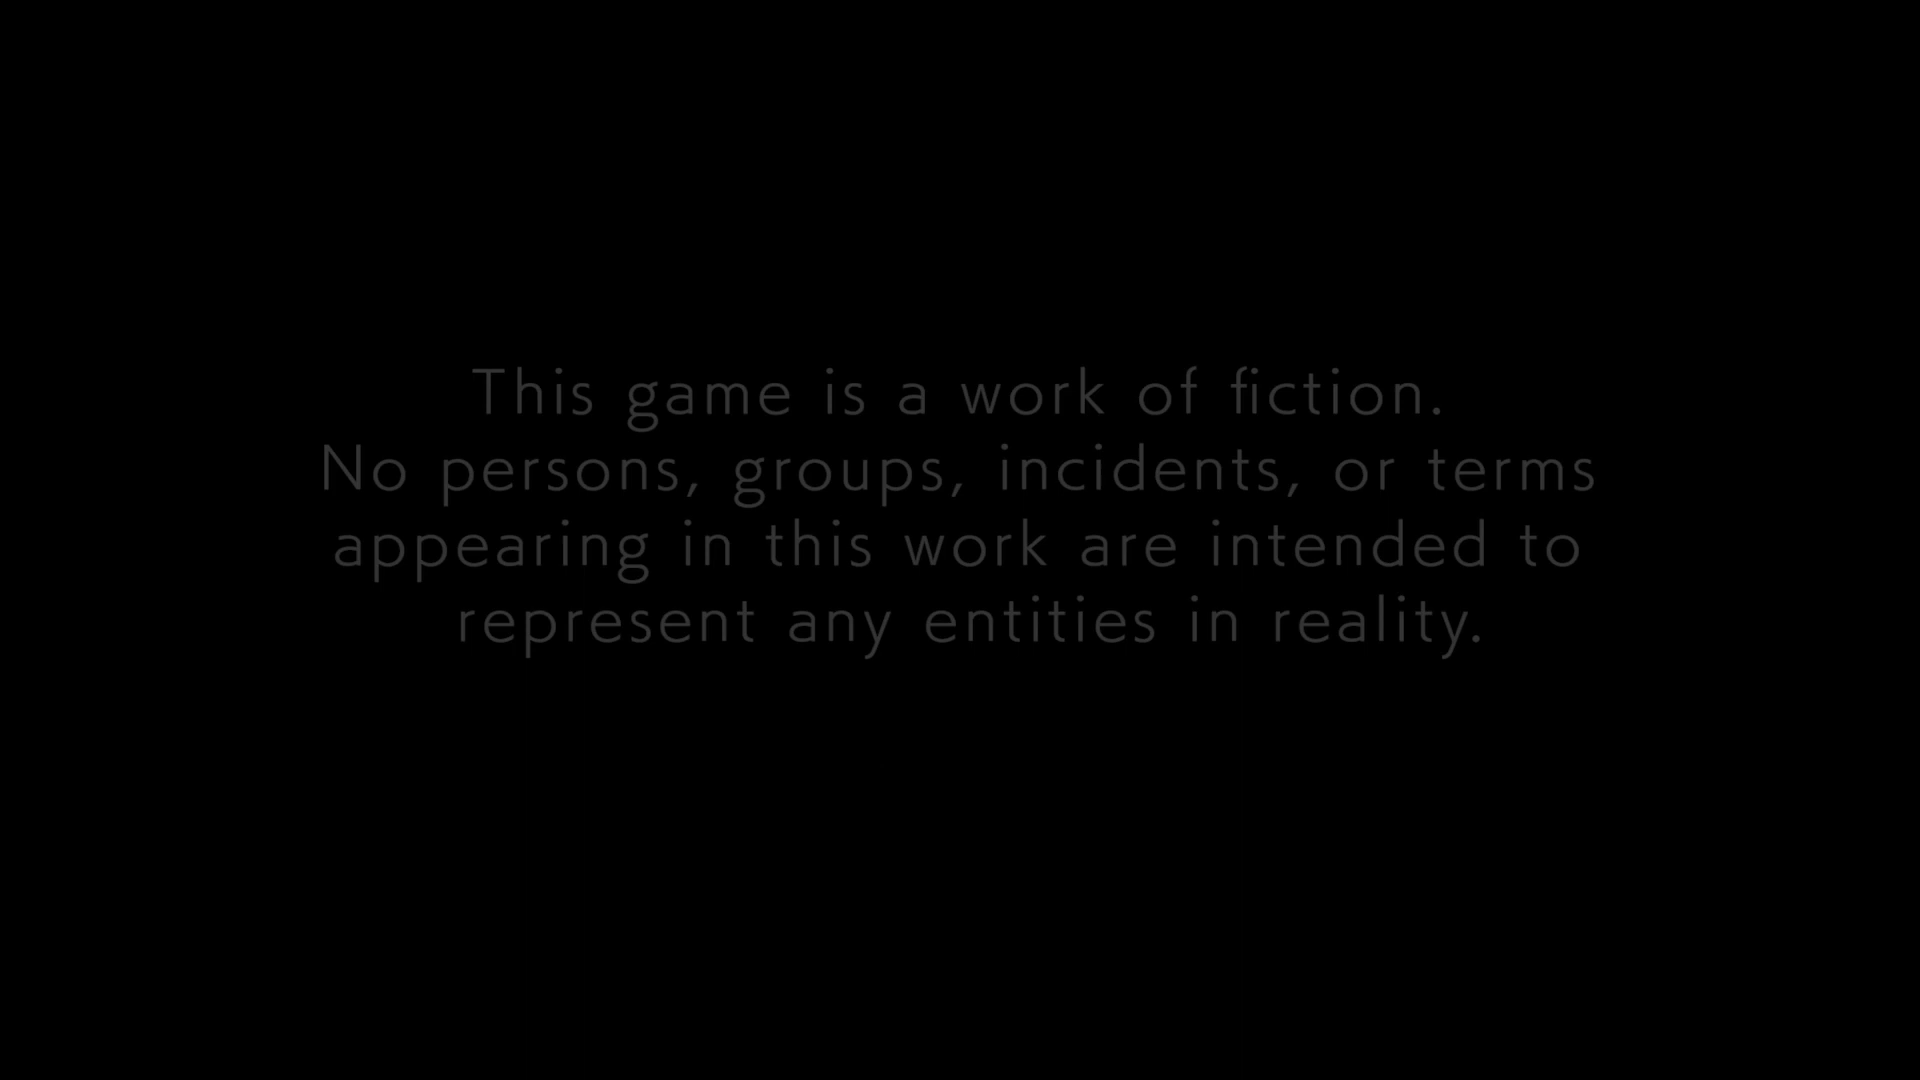 This game is a work of fiction.
No persons, groups, incidents, or terms
appearing in this work are intended to
represent any entities in reality.